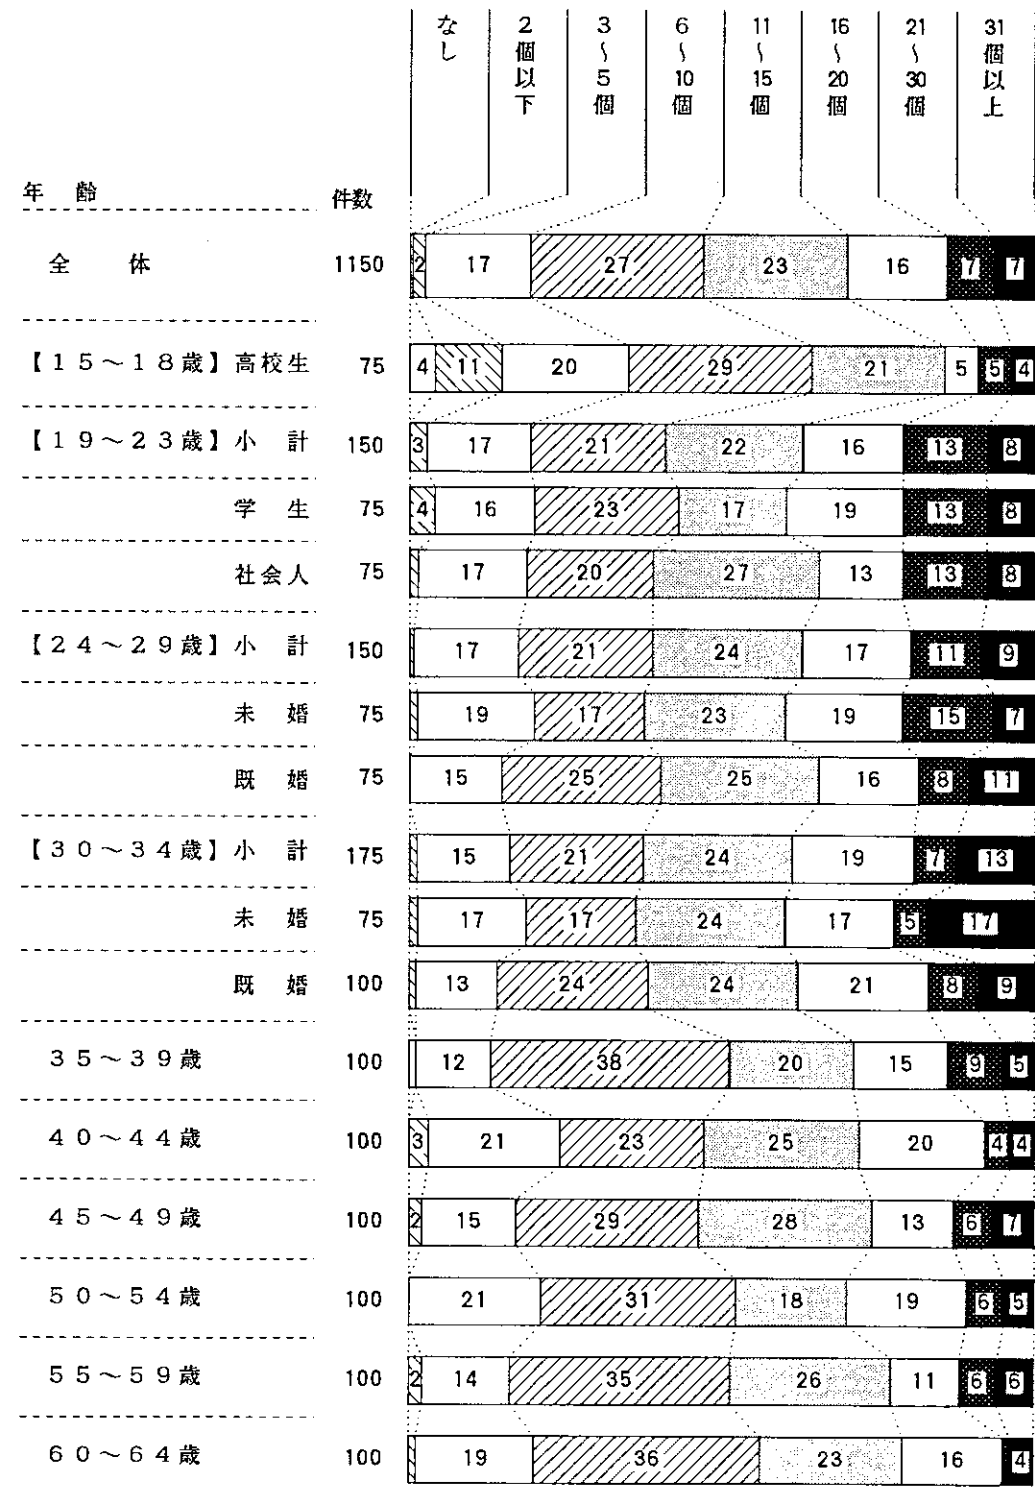 なし 2個以下 3〜5個 6〜10個 11〜15個 16〜20個 21〜30個 31個以上
年 齢 件数
全 体 1150 2 17 27 23 16 7 7
【15〜18歳】高校生 75 4 11 20 29 21 5 5 4
【19〜23歳】小 計 150 3 17 21 22 16 13 8
学 生 75 4 16 23 17 19 13 8
社会人 75 17 20 27 13 13 8
【24〜29歳】小 計 150 17 21 24 17 11 9
未 婚 75 19 17 23 19 15 7
既 婚 75 15 25 25 16 8 11
【30〜34歳】小 計 175 15 21 24 19 7 13
未 婚 75 17 17 24 17 5 17
既 婚 100 13 24 24 21 8 9
35〜39歳 100 12 38 20 15 9 5
40〜44歳 100 3 21 23 25 20 4 4
45〜49歳 100 2 15 29 28 13 6 7
50〜54歳 100 21 31 18 19 6 5
55〜59歳 100 2 14 35 26 11 6 6
60〜64歳 100 19 36 23 16 4